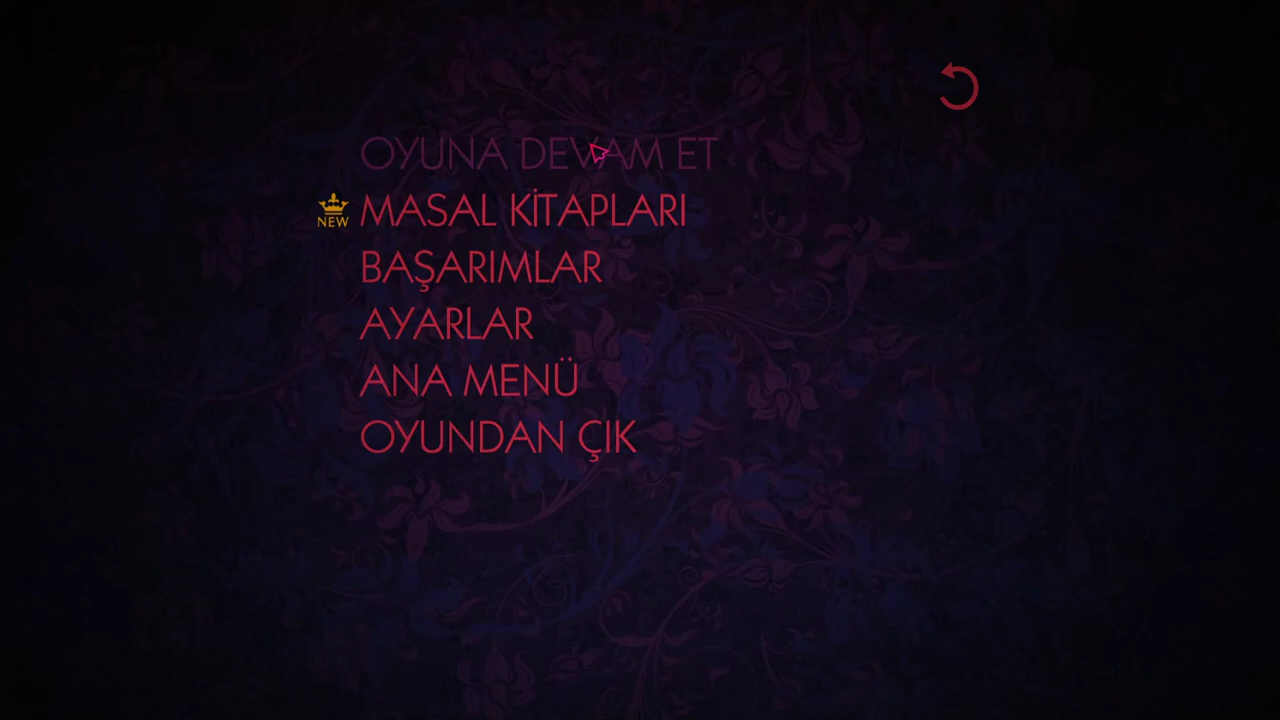 OYUNA DEVAM ET
NEW
MASAL KİTAPLARI
BAŞARIMLAR
AYARLAR
ANA MENÜ
OYUNDAN ÇIK